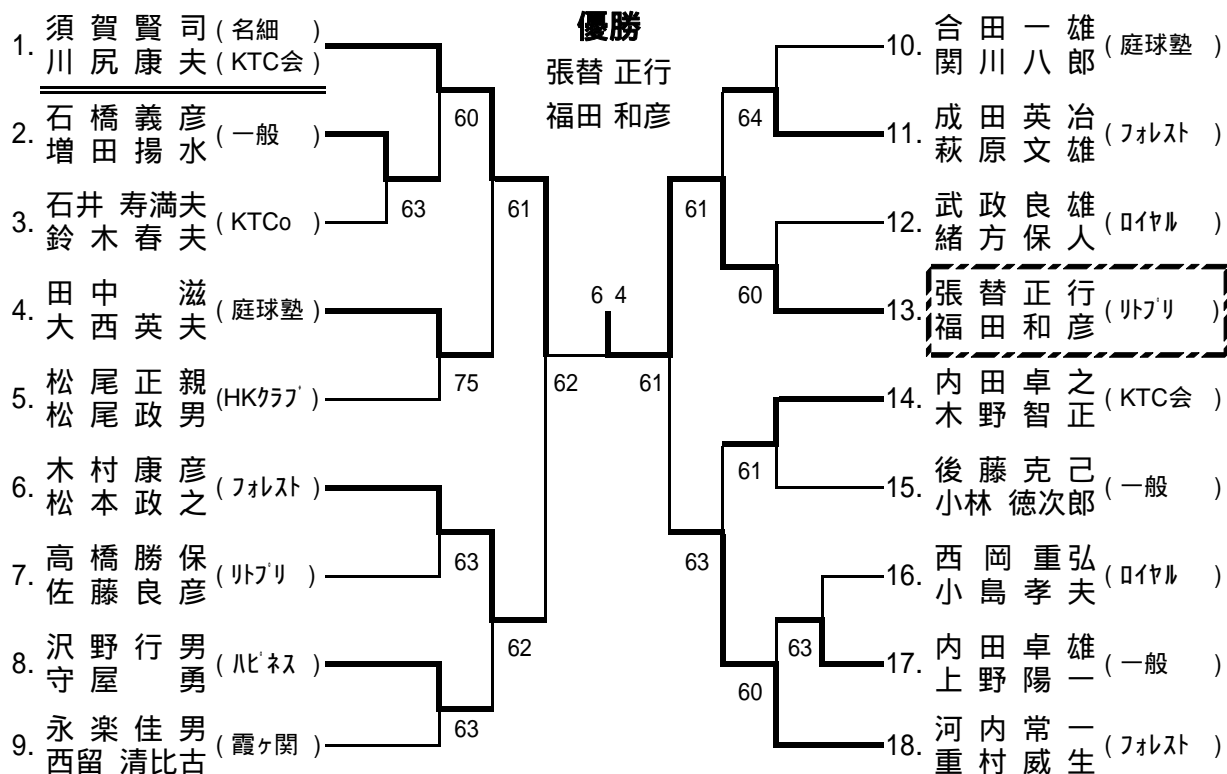 優勝
張替 正行
福田 和彦
1. 須賀賢司 (名細)
川尻康夫 (KTC会)
2. 石橋義彦 (一般)
増田揚水
3. 石井 寿満夫 (KTCo)
鈴木春夫
4. 田中 滋 (庭球塾)
大西英夫
5. 松尾正親 (HKクラブ)
松尾政男
6. 木村康彦 (フォレスト)
松本政之
7. 高橋勝保 (リトプリ)
佐藤良彦
8. 沢野行男 (ハピネス)
守屋 勇
9. 永楽佳男 (霞ヶ関)
西留 清比古
60
63
61
75
62
63
62
63
6 4
10. 合田一雄 (庭球塾)
関川八郎
11. 成田英冶 (フォレスト)
萩原文雄
12. 武政良雄 (ロイヤル)
緒方保人
13. 張替正行 (リトプリ)
福田和彦
14. 内田卓之 (KTC会)
木野智正
15. 後藤克己 (一般)
小林 徳次郎
16. 西岡重弘 (ロイヤル)
小島孝夫
17. 内田卓雄 (一般)
上野陽一
18. 河内常一 (フォレスト)
重村威生
64
61
60
61
61
63
63
60